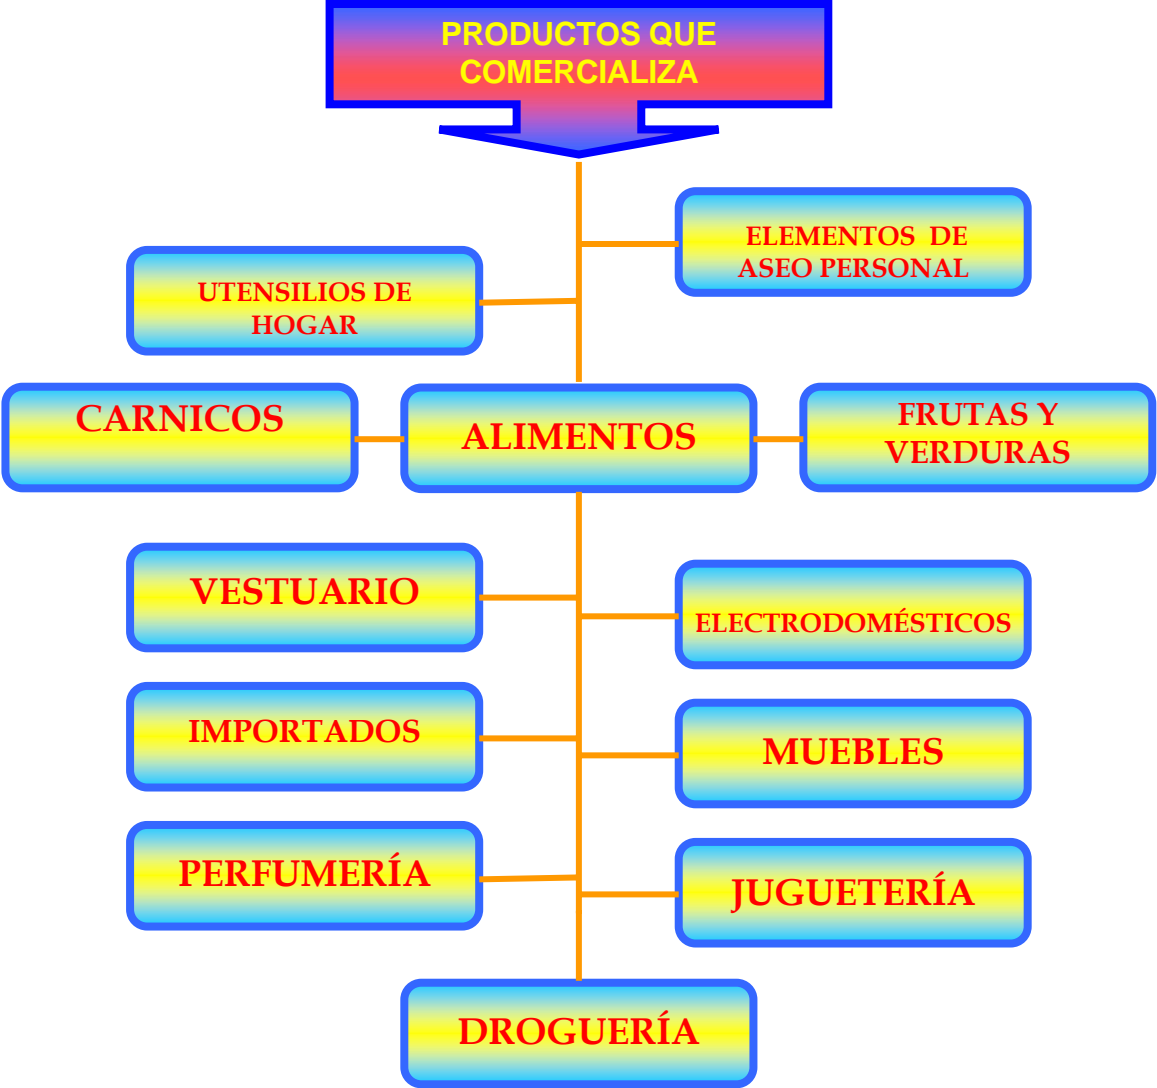 PRODUCTOS QUE
COMERCIALIZA
ELEMENTOS DE
ASEO PERSONAL
UTENSILIOS DE
HOGAR
CARNICOS
ALIMENTOS
FRUTAS Y
VERDURAS
VESTUARIO
ELECTRODOMÉSTICOS
IMPORTADOS
MUEBLES
PERFUMERÍA
JUGUETERÍA
DROGUERÍA